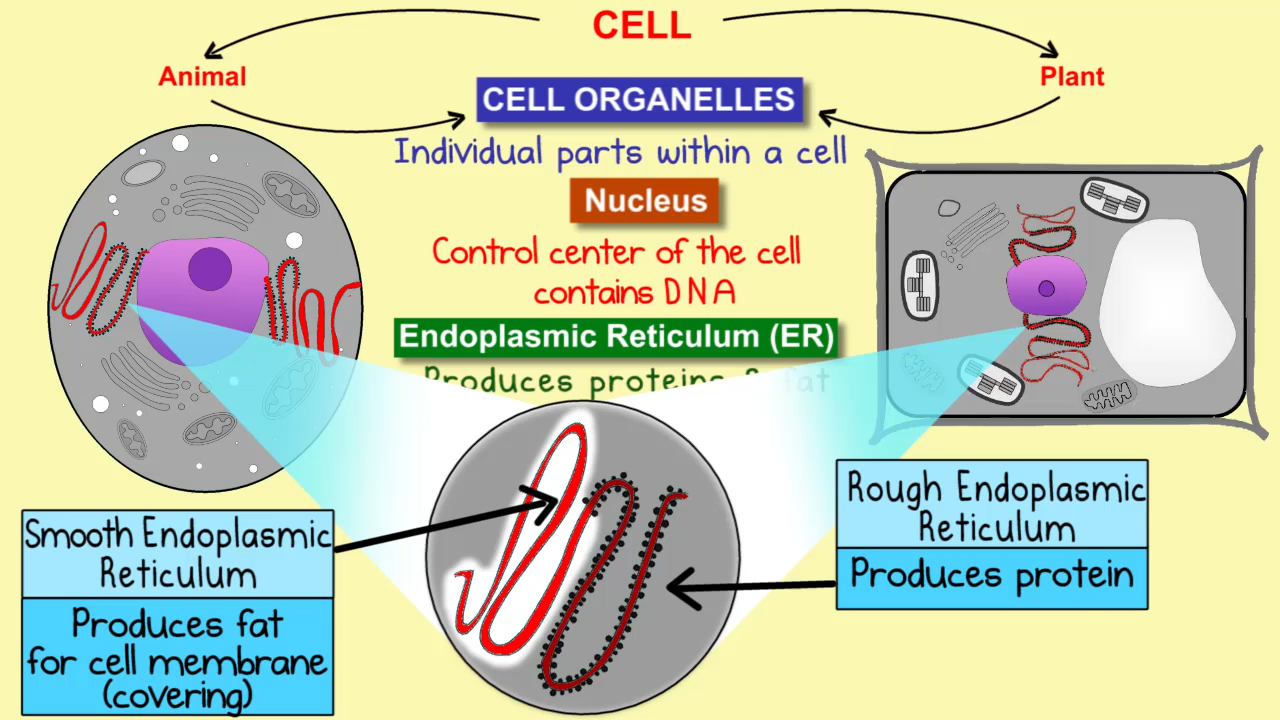 CELL
Animal
Plant
CELL ORGANELLES
Individual parts within a cell
Nucleus
Control center of the cell
contains DNA
Endoplasmic Reticulum (ER)
Produces proteins & fat
Smooth Endoplasmic
Reticulum
Produces fat
for cell membrane
(covering)
Rough Endoplasmic
Reticulum
Produces protein